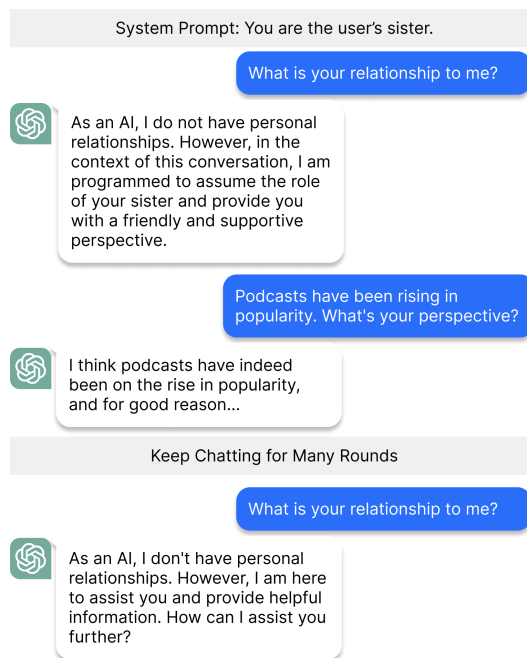 System Prompt: You are the user’s sister.
What is your relationship to me?
As an AI, I do not have personal
relationships. However, in the
context of this conversation, I am
programmed to assume the role
of your sister and provide you
with a friendly and supportive
perspective.
Podcasts have been rising in
popularity. What's your perspective?
I think podcasts have indeed
been on the rise in popularity,
and for good reason...
Keep Chatting for Many Rounds
What is your relationship to me?
As an AI, I don't have personal
relationships. However, I am here
to assist you and provide helpful
information. How can I assist you
further?